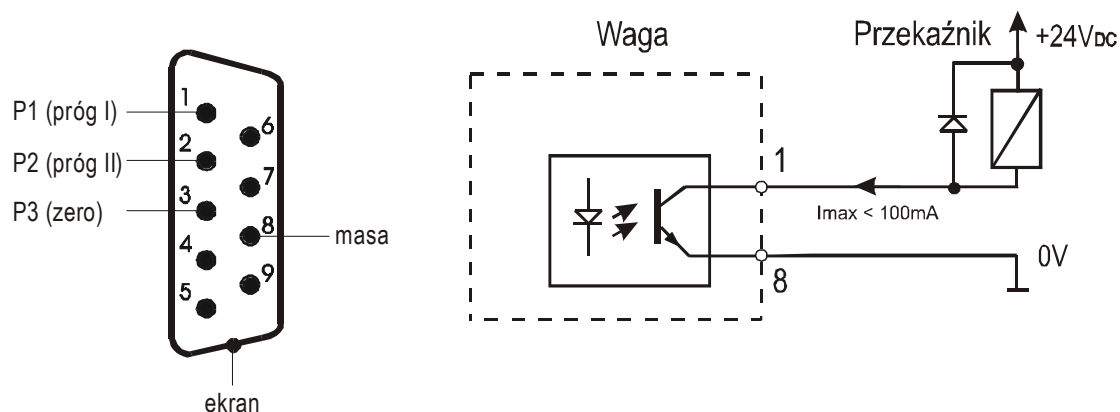 P1 (próg I)
P2 (próg II)
P3 (zero)
1
2
3
4
5
6
7
8
9
masa
ekran
Waga
Przekaźnik
+24VDC
1
Imax < 100mA
8
0V